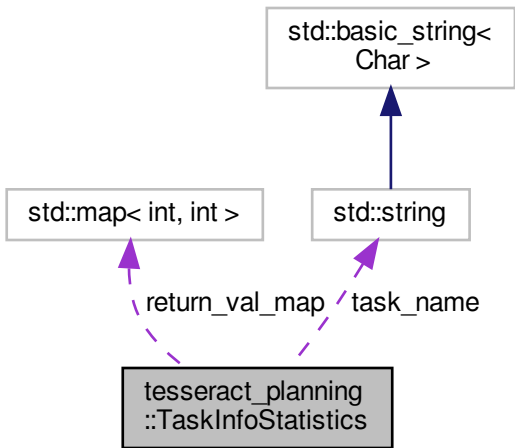 std::basic_string<
Char >
std::map< int, int >
std::string
return_val_map
task_name
tesseract_planning
::TaskInfoStatistics